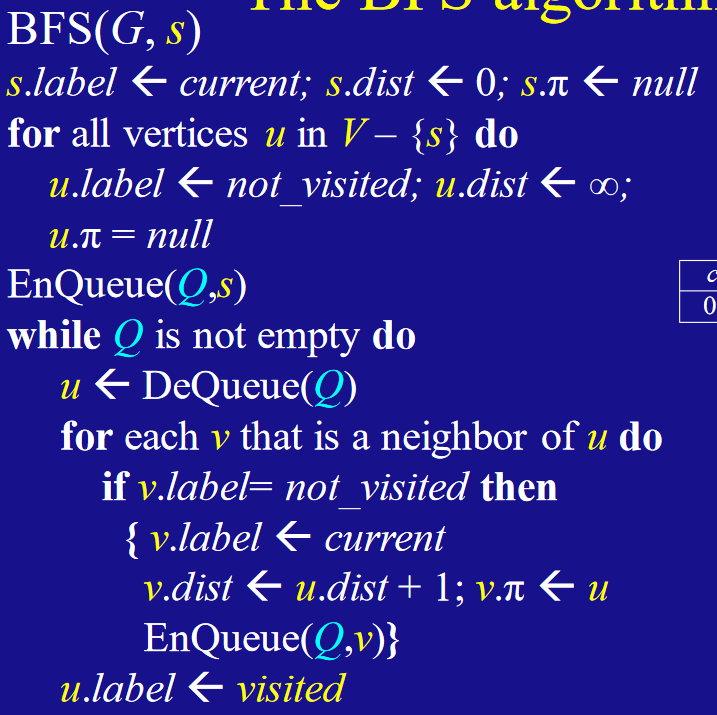 The BFS algorithm
BFS(G, s)
s.label ← current; s.dist ← 0; s.π ← null
for all vertices u in V – {s} do
u.label ← not_visited; u.dist ← ∞;
u.π = null
EnQueue(Q,s)
c
0
while Q is not empty do
u ← DeQueue(Q)
for each v that is a neighbor of u do
if v.label= not_visited then
{ v.label ← current
v.dist ← u.dist + 1; v.π ← u
EnQueue(Q,v)}
u.label ← visited